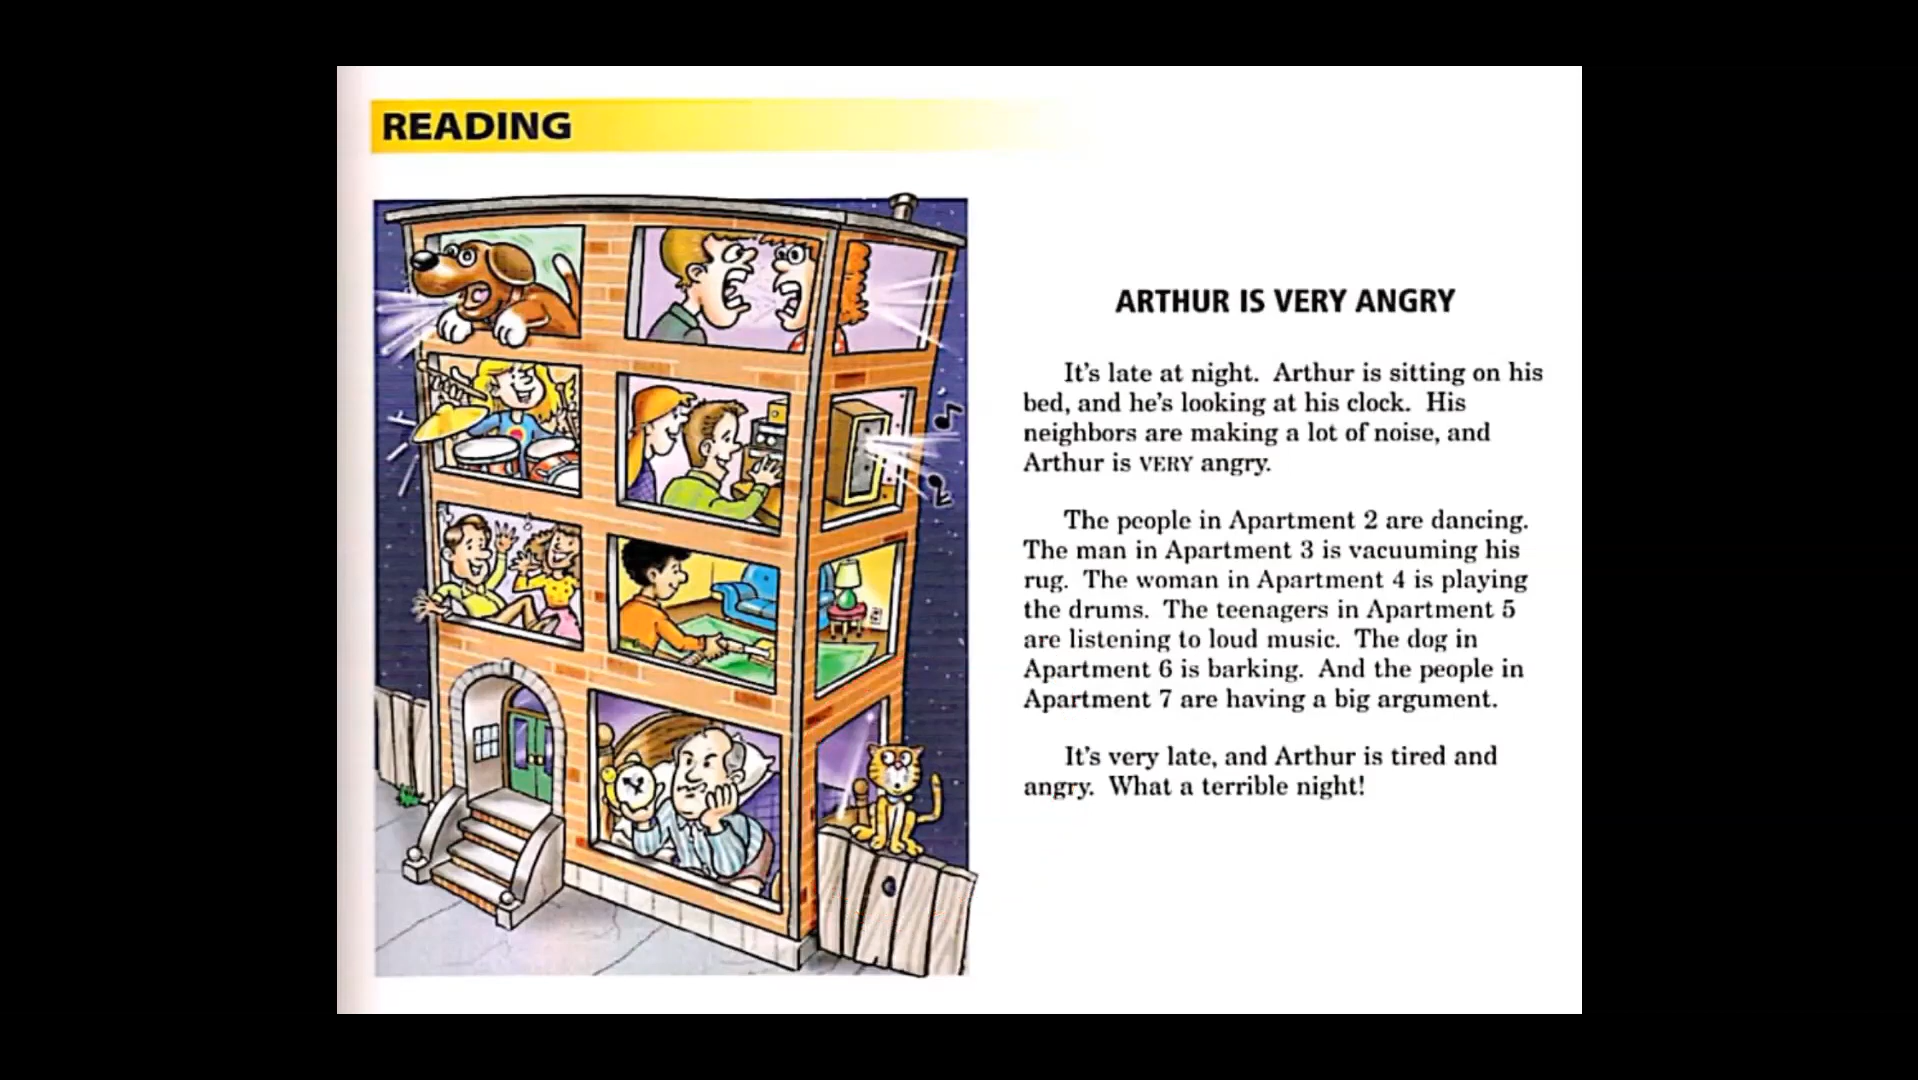 READING
ARTHUR IS VERY ANGRY
It's late at night. Arthur is sitting on his
bed, and he's looking at his clock. His
neighbors are making a lot of noise, and
Arthur is VERY angry.
The people in Apartment 2 are dancing.
The man in Apartment 3 is vacuuming his
rug. The woman in Apartment 4 is playing
the drums. The teenagers in Apartment 5
are listening to loud music. The dog in
Apartment 6 is barking. And the people in
Apartment 7 are having a big argument.
It's very late, and Arthur is tired and
angry. What a terrible night!